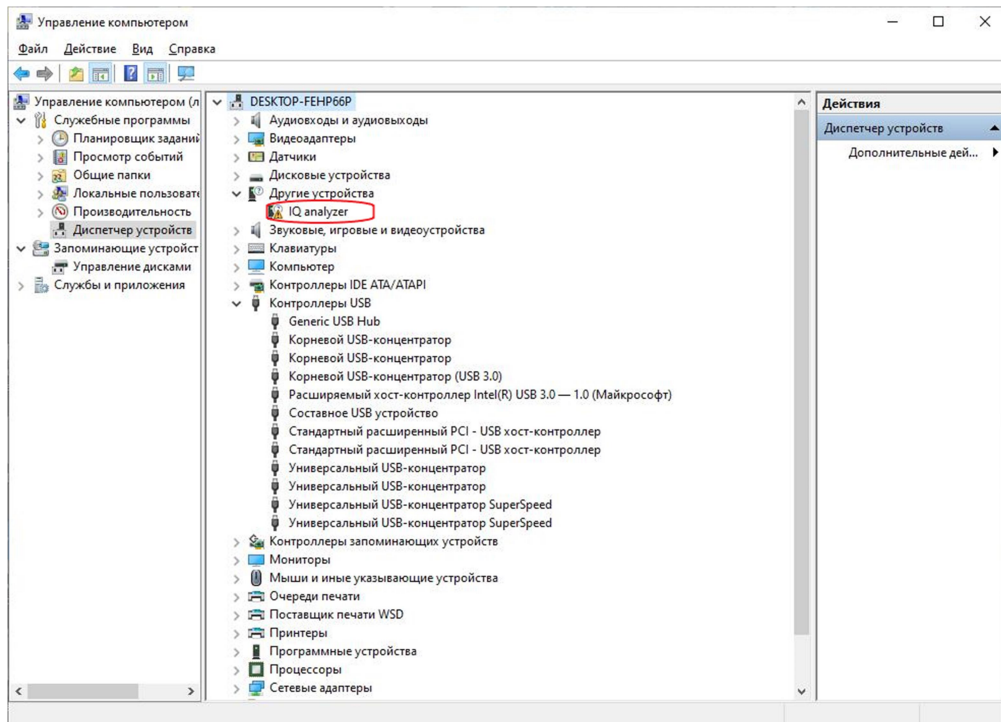 Управление компьютером
Файл Действие Вид Справка
Управление компьютером (л
Служебные программы
Планировщик заданий
Просмотр событий
Общие папки
Локальные пользовате
Производительность
Диспетчер устройств
Запоминающие устройст
Управление дисками
Службы и приложения
DESKTOP-FEHP66P
Аудиовходы и аудиовыходы
Видеоадаптеры
Датчики
Дисковые устройства
Другие устройства
IQ analyzer
Звуковые, игровые и видеоустройства
Клавиатуры
Компьютер
Контроллеры IDE ATA/ATAPI
Контроллеры USB
Generic USB Hub
Корневой USB-концентратор
Корневой USB-концентратор
Корневой USB-концентратор (USB 3.0)
Расширяемый хост-контроллер Intel(R) USB 3.0 — 1.0 (Майкрософт)
Составное USB устройство
Стандартный расширенный PCI - USB хост-контроллер
Стандартный расширенный PCI - USB хост-контроллер
Универсальный USB-концентратор
Универсальный USB-концентратор
Универсальный USB-концентратор SuperSpeed
Универсальный USB-концентратор SuperSpeed
Контроллеры запоминающих устройств
Мониторы
Мыши и иные указывающие устройства
Очереди печати
Поставщик печати WSD
Принтеры
Программные устройства
Процессоры
Сетевые адаптеры
Действия
Диспетчер устройств
Дополнительные дей...